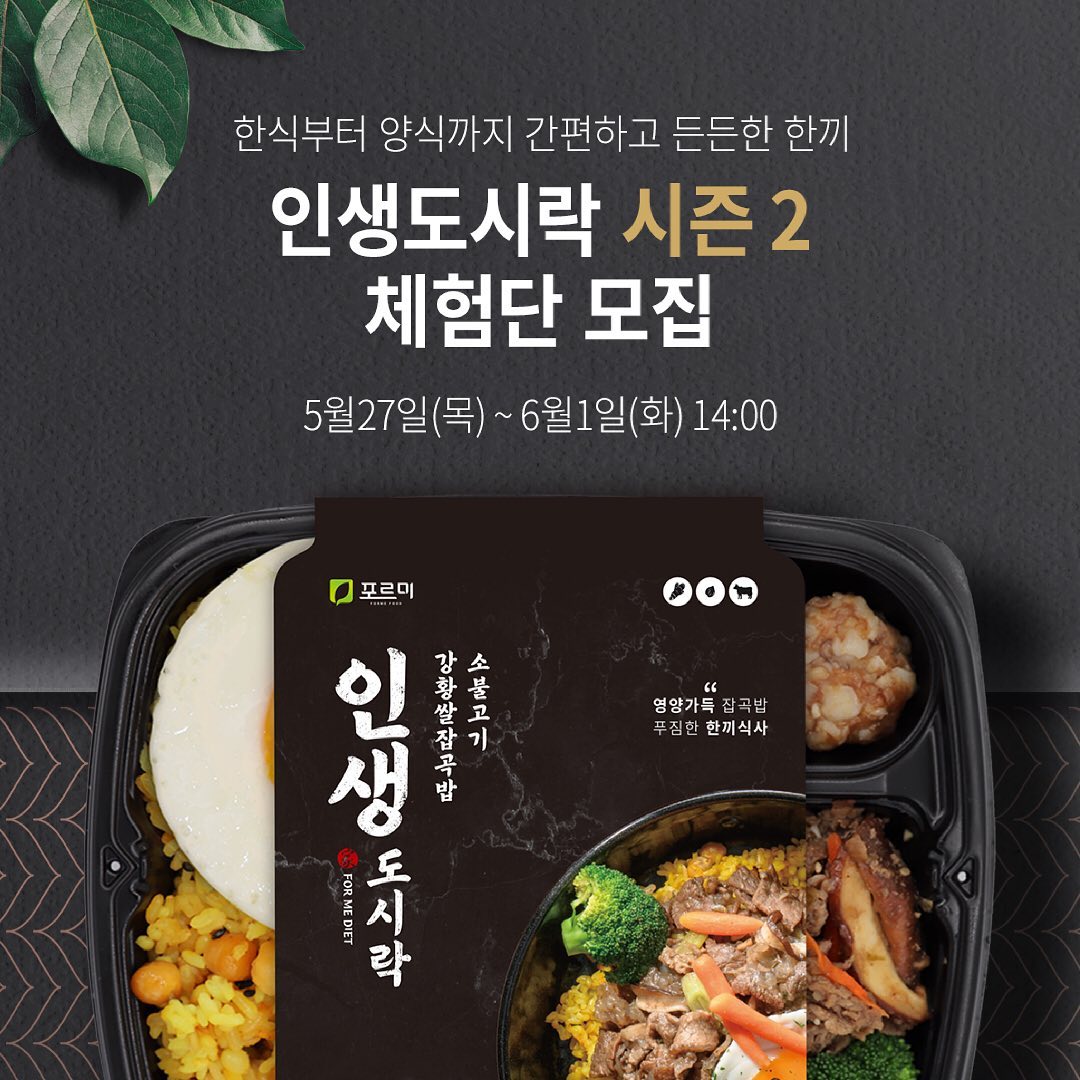 한식부터 양식까지 간편하고 든든한 한끼
인생도시락 시즌 2
체험단 모집
5월27일(목) ~ 6월1일(화) 14:00
포르미
FORME FOOD
소불고기
강황쌀잡곡밥
인생도시락
FOR ME DIET
“
영양가득 잡곡밥
푸짐한 한끼식사